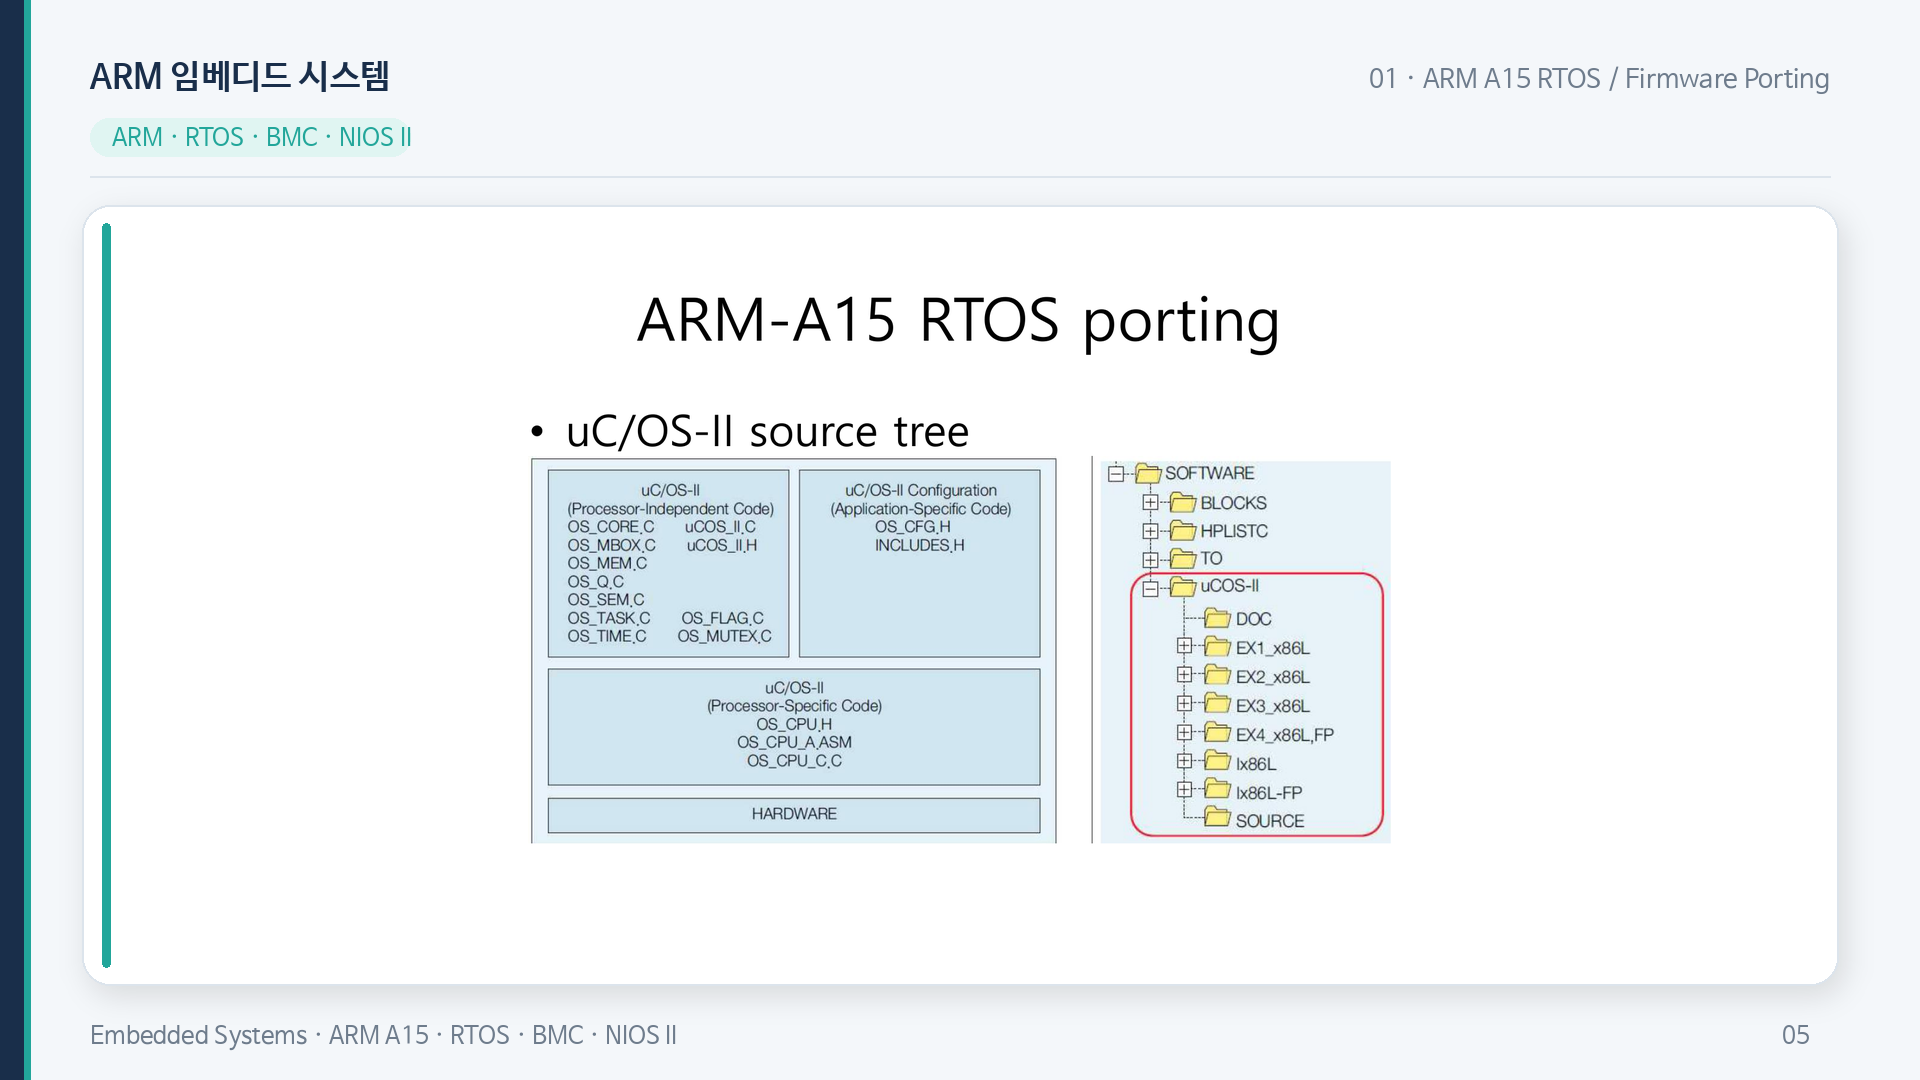 ARM 임베디드 시스템
01 · ARM A15 RTOS / Firmware Porting
ARM · RTOS · BMC · NIOS II
ARM-A15 RTOS porting
• uC/OS-II source tree
uC/OS-II
(Processor-Independent Code)
OS_CORE.C uCOS_II.C
OS_MBOX.C uCOS_II.H
OS_MEM.C
OS_Q.C
OS_SEM.C
OS_TASK.C OS_FLAG.C
OS_TIME.C OS_MUTEX.C
uC/OS-II Configuration
(Application-Specific Code)
OS_CFG.H
INCLUDES.H
uC/OS-II
(Processor-Specific Code)
OS_CPU.H
OS_CPU_A.ASM
OS_CPU_C.C
HARDWARE
SOFTWARE
BLOCKS
HPLISTC
TO
uCOS-II
DOC
EX1_x86L
EX2_x86L
EX3_x86L
EX4_x86L.FP
Ix86L
Ix86L-FP
SOURCE
Embedded Systems · ARM A15 · RTOS · BMC · NIOS II
05